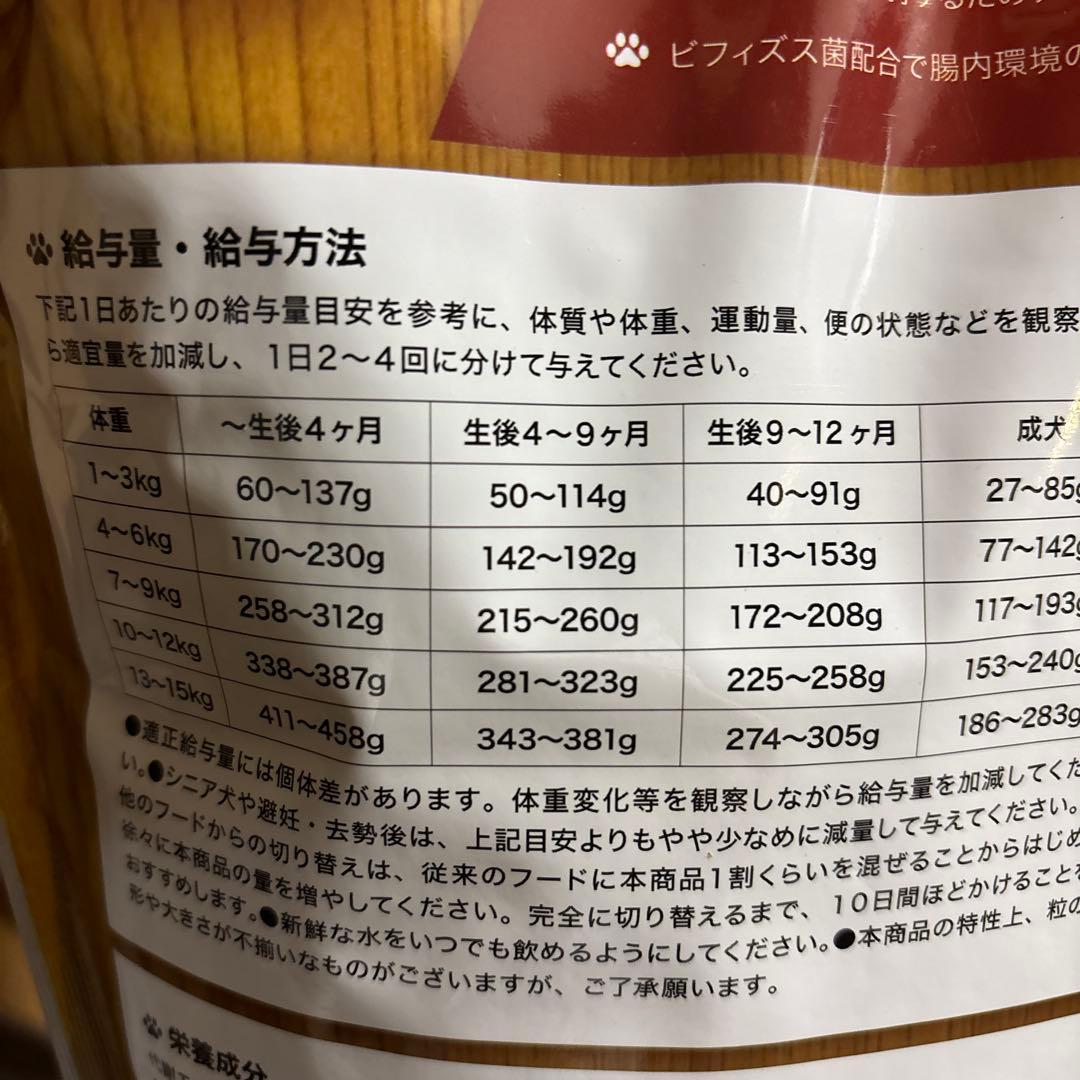 ビフィズス菌配合で腸内環境の
給与量・給与方法
下記1日あたりの給与量目安を参考に、体質や体重、運動量、便の状態などを観察
ら適宜量を加減し、1日2〜4回に分けて与えてください。
体重 〜生後4ヶ月 生後4〜9ヶ月 生後9〜12ヶ月 成犬
1〜3kg 60〜137g 50〜114g 40〜91g 27〜85g
4〜6kg 170〜230g 142〜192g 113〜153g 77〜142g
7〜9kg 258〜312g 215〜260g 172〜208g 117〜193g
10〜12kg 338〜387g 281〜323g 225〜258g 153〜240g
13〜15kg 411〜458g 343〜381g 274〜305g 186〜283g
●適正給与量には個体差があります。体重変化等を観察しながら給与量を加減してくだ
い。●シニア犬や避妊・去勢後は、上記目安よりもやや少なめに減量して与えてください。
他のフードからの切り替えは、従来のフードに本商品1割くらいを混ぜることからはじめ
徐々に本商品の量を増やしてください。完全に切り替えるまで、10日間ほどかけることを
おすすめします。●新鮮な水をいつでも飲めるようにしてください。●本商品の特性上、粒の
形や大きさが不揃いなものがございますが、ご了承願います。
栄養成分